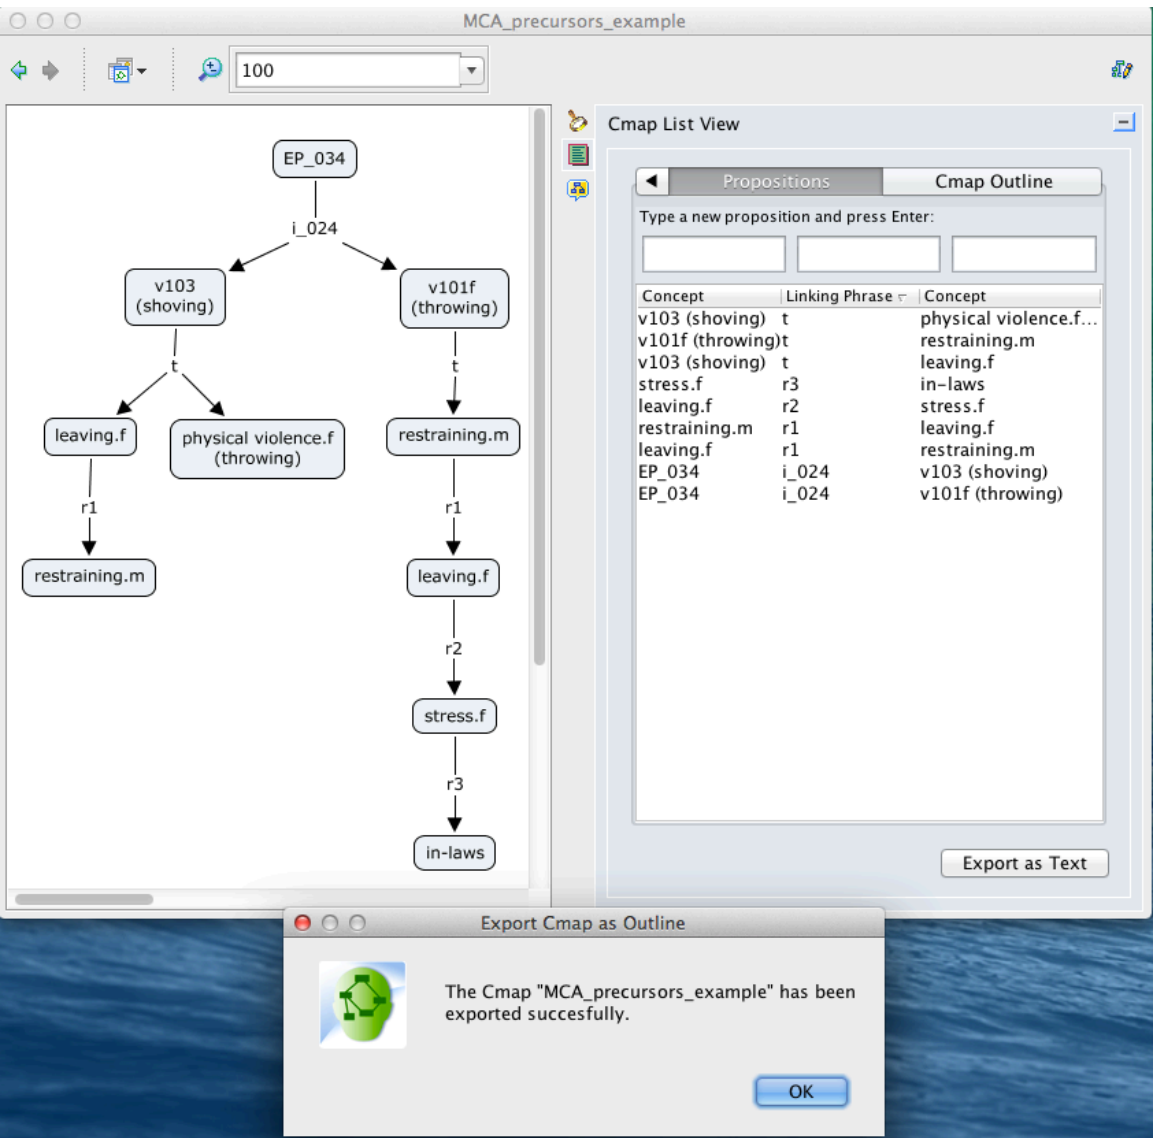 MCA_precursors_example
100
EP_034
i_024
v103
(shoving)
v101f
(throwing)
t
t
leaving.f
physical violence.f
(throwing)
restraining.m
r1
r1
restraining.m
leaving.f
r2
stress.f
r3
in-laws
Cmap List View
Propositions
Cmap Outline
Type a new proposition and press Enter:
Concept Linking Phrase Concept
v103 (shoving) t physical violence.f...
v101f (throwing)t restraining.m
v103 (shoving) t leaving.f
stress.f r3 in-laws
leaving.f r2 stress.f
restraining.m r1 leaving.f
leaving.f r1 restraining.m
EP_034 i_024 v103 (shoving)
EP_034 i_024 v101f (throwing)
Export as Text
Export Cmap as Outline
The Cmap "MCA_precursors_example" has been
exported succesfully.
OK